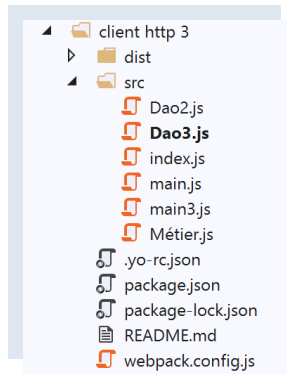 client http 3
dist
src
Dao2.js
Dao3.js
index.js
main.js
main3.js
Métier.js
.yo-rc.json
package.json
package-lock.json
README.md
webpack.config.js